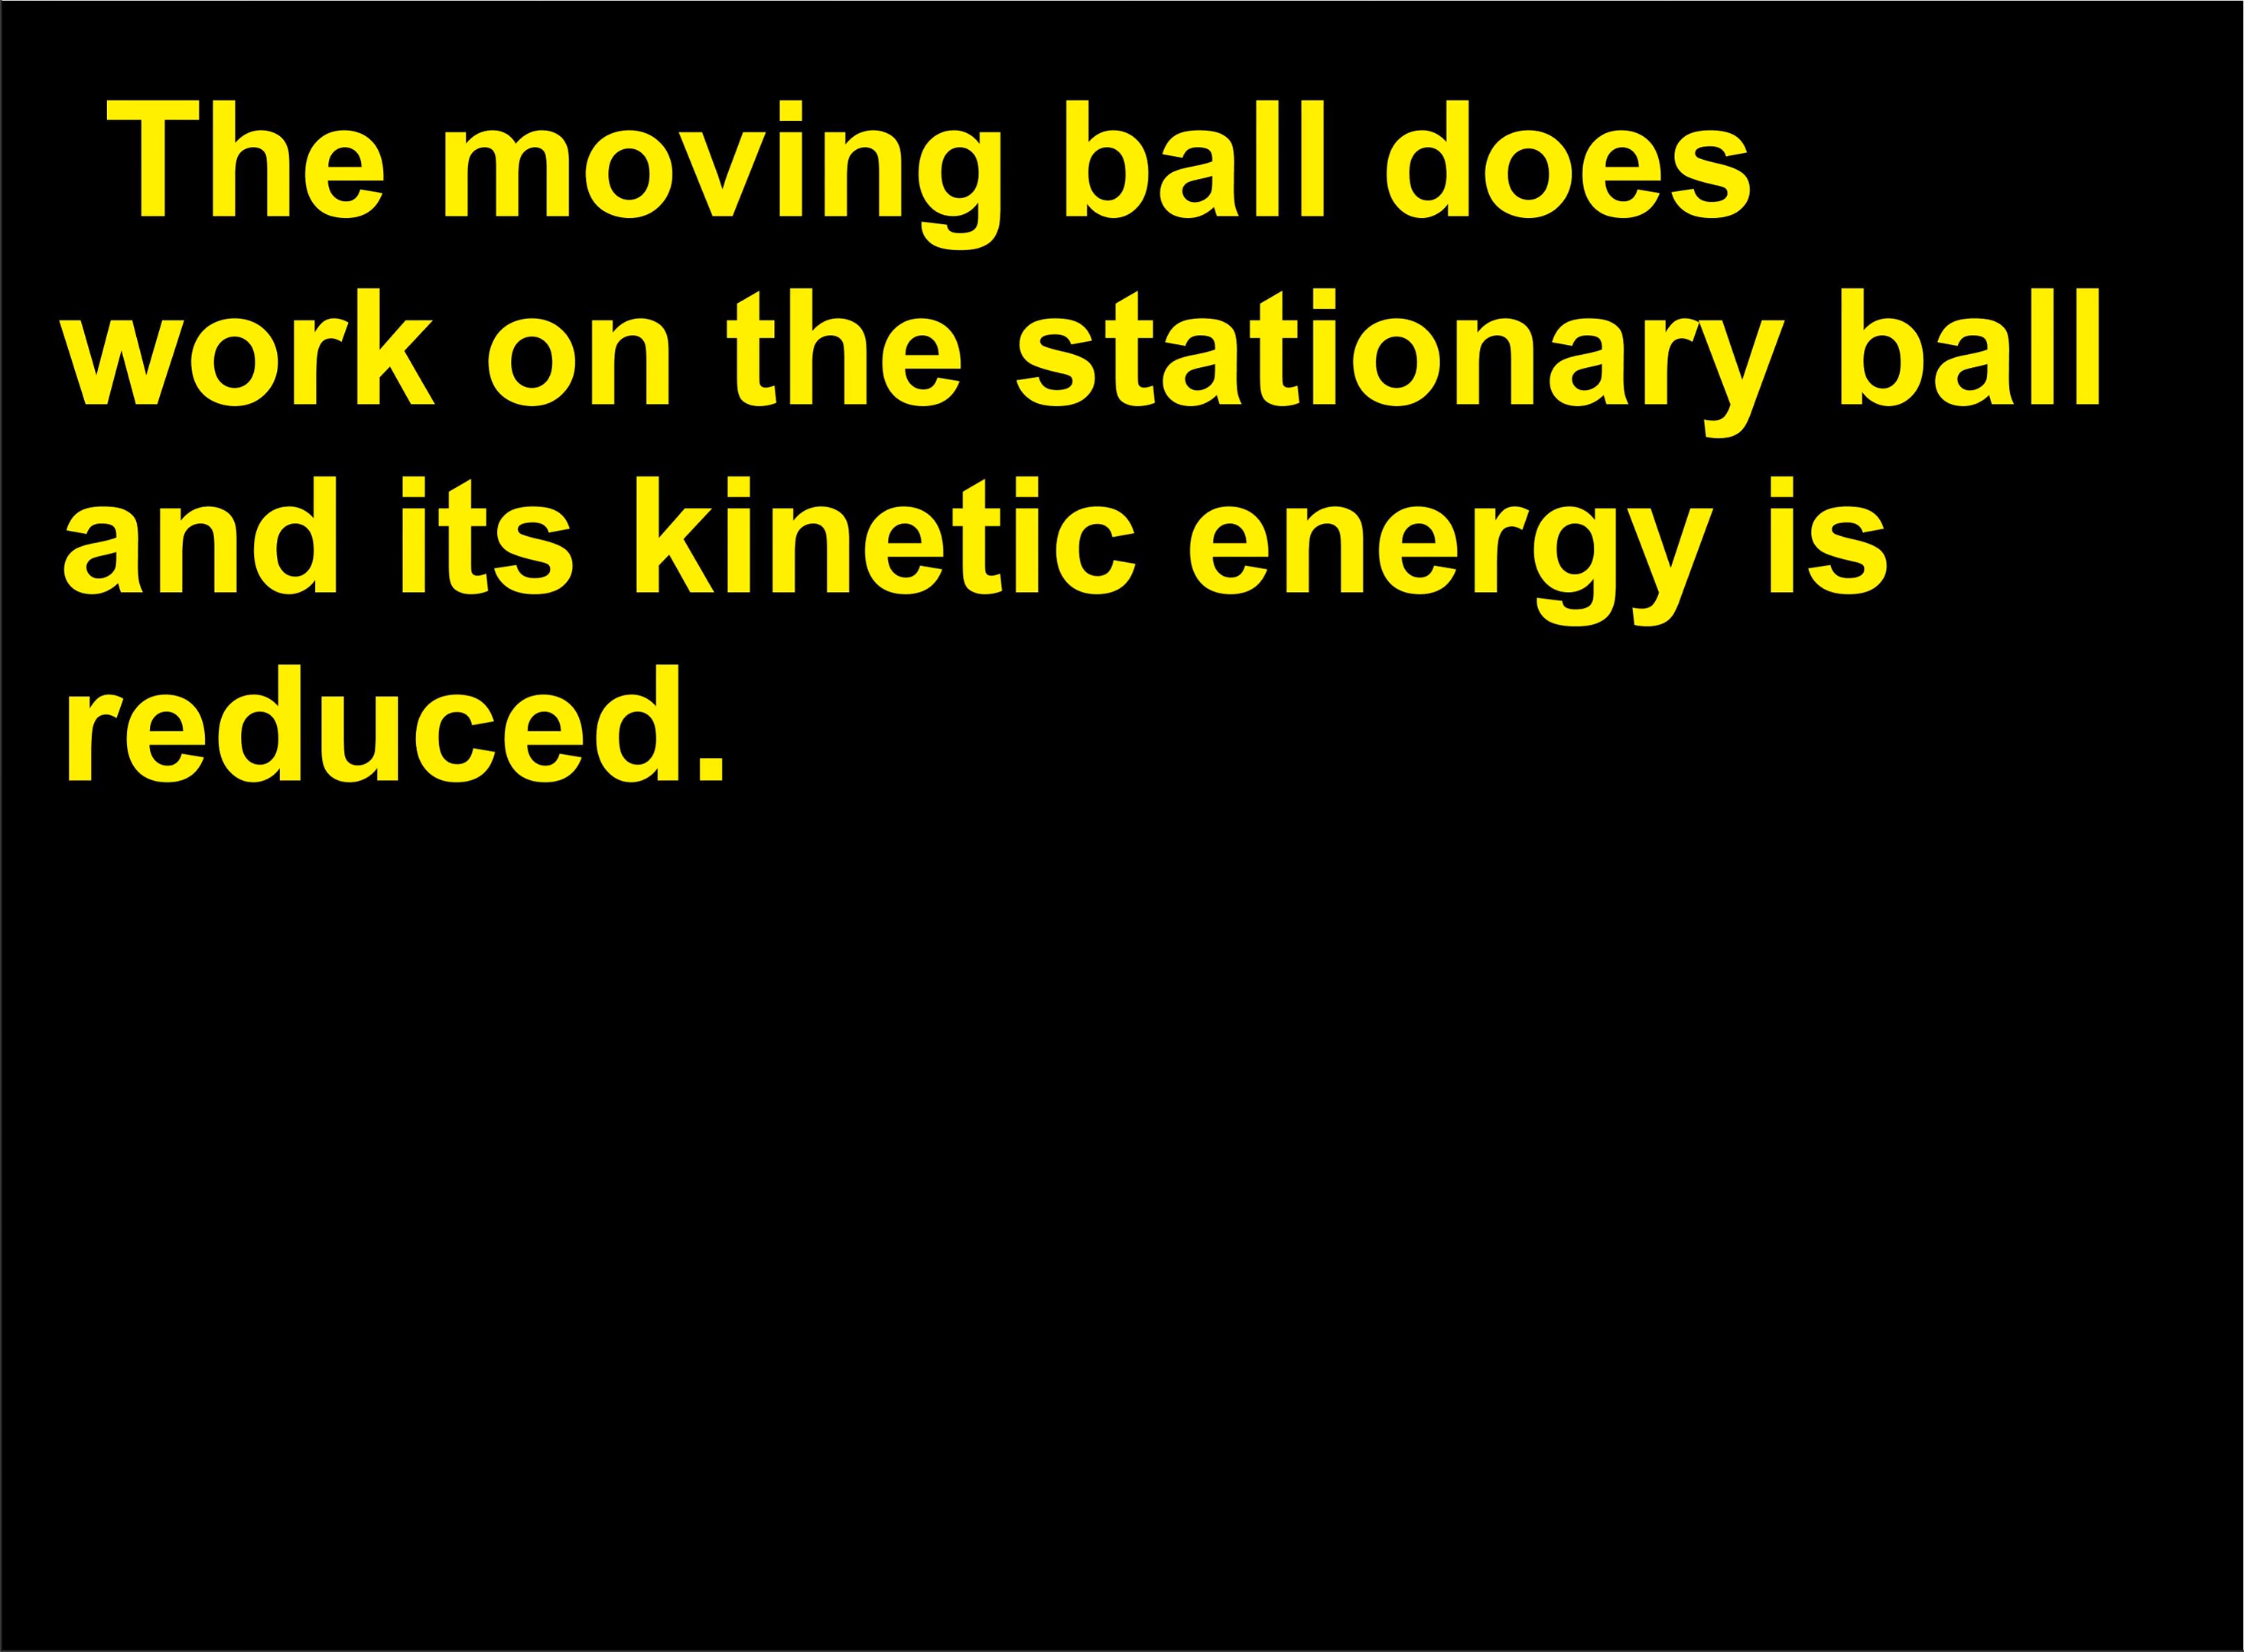 The moving ball does
work on the stationary ball
and its kinetic energy is
reduced.